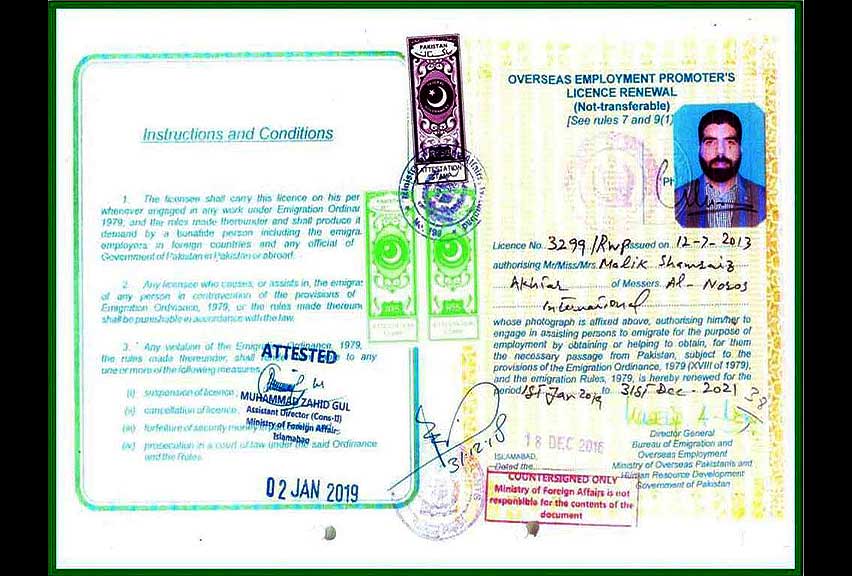 Instructions and Conditions
1. The licensee shall carry this licence on his per
whenever engaged in any work under Emigration Ordinan
1979, and the rules made thereunder and shall produce it
demand by a bonafide person including the emigra
employers in foreign countries and any official of
Government of Pakistan in Pakistan or abroad.
2. Any licensee who causes, or assists in, the emigrat
of any person in contravention of the provisions of
Emigration Ordinance, 1979, or the rules made thereun
shall be punishable in accordance with the law.
3. Any violation of the Emigra Ordinance, 1979,
the rules made thereunder, shall to any
one or more of the following measures
(i) suspension of licence;
(ii) cancellation of licence
(iii) forfeiture of security money
(iv) prosecution in a court of law under the said Ordinance
and the Rules.
ATTESTED
MUHAMMAD ZAHID GUL
Assistant Director (Cons-II)
Ministry of Foreign Affairs
Islamabad
02 JAN 2019
PAKISTAN
ATTESTATION
STAMP
OVERSEAS EMPLOYMENT PROMOTER'S
LICENCE RENEWAL
(Not-transferable)
[See rules 7 and 9(1)
PH
Licence No. 3299/Rwp issued on 12-7-2013
authorising Mr/Miss/Mrs. Malik Shamraiz
Akhtar of Messers Al-Noros
International
whose photograph is affixed above, authorising him/her to
engage in assisting persons to emigrate for the purpose of
employment by obtaining or helping to obtain, for them
the necessary passage from Pakistan, subject to the
provisions of the Emigration Ordinance, 1979 (XVIII of 1979),
and the emigration Rules, 1979, is hereby renewed for the
period 1st Jan 2019 to 31st Dec-2021
Director General
Bureau of Emigration and
Overseas Employment
Ministry of Overseas Pakistanis and
Human Resource Development
Government of Pakistan
31.12.18
ISLAMABAD,
Dated the
COUNTERSIGNED ONLY
Ministry of Foreign Affairs is not
responsible for the contents of the
document